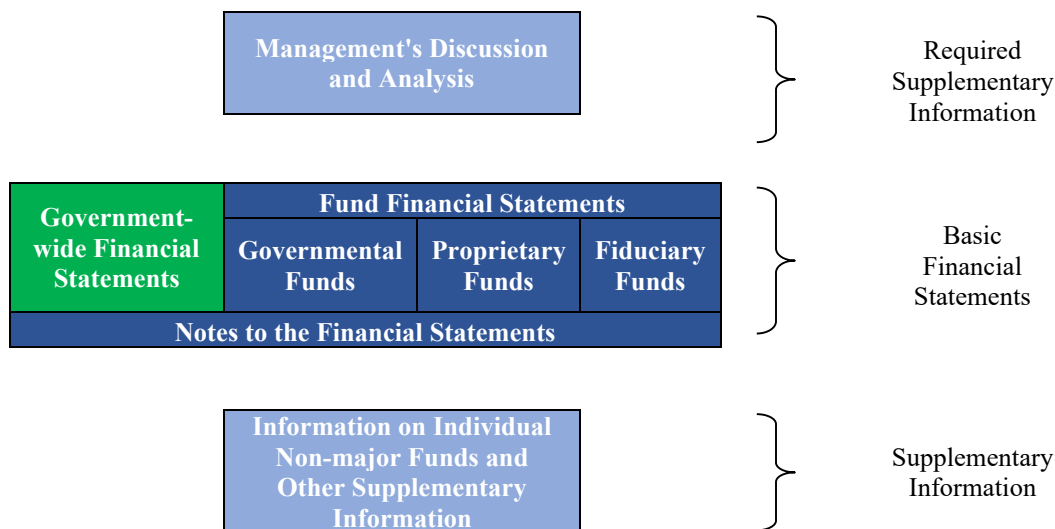 Management's Discussion
and Analysis
Required
Supplementary
Information
Government-
wide Financial
Statements
Fund Financial Statements
Governmental
Funds
Proprietary
Funds
Fiduciary
Funds
Notes to the Financial Statements
Basic
Financial
Statements
Information on Individual
Non-major Funds and
Other Supplementary
Information
Supplementary
Information